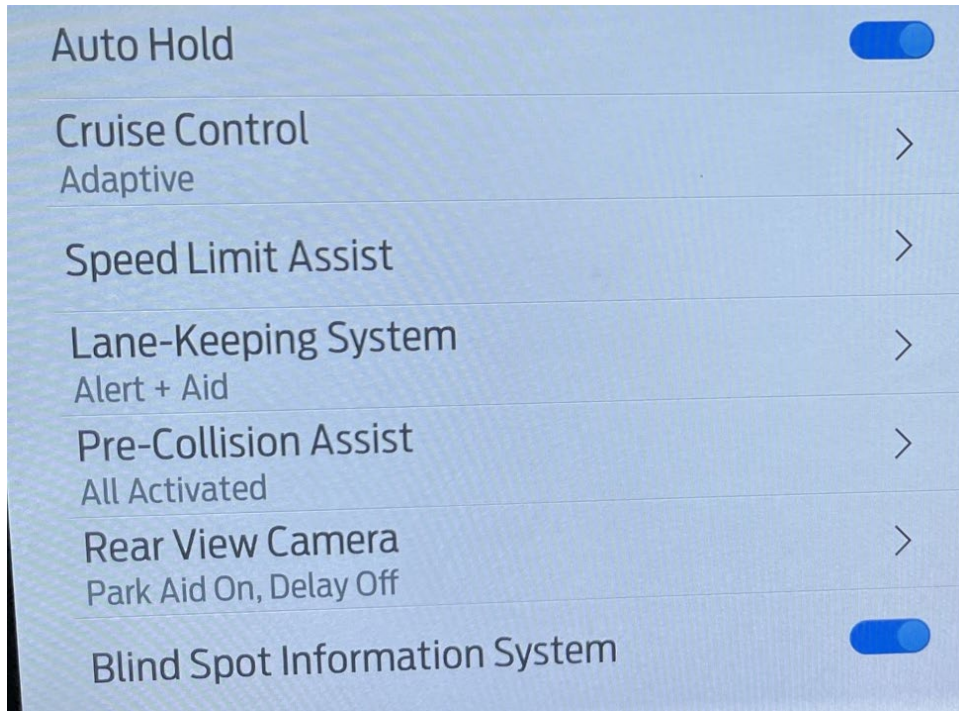 Auto Hold
Cruise Control
Adaptive
Speed Limit Assist
Lane-Keeping System
Alert + Aid
Pre-Collision Assist
All Activated
Rear View Camera
Park Aid On, Delay Off
Blind Spot Information System